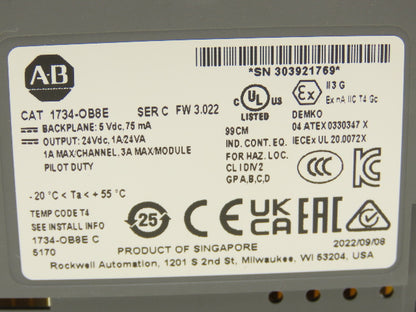 *SN 303921769*
A-B
CAT 1734-OB8E SER C FW 3.022
BACKPLANE: 5 Vdc, 75 mA
OUTPUT: 24Vdc, 1A/24VA
1A MAX/CHANNEL, 3A MAX/MODULE
PILOT DUTY
C UL US
LISTED
99CM
IND. CONT. EQ.
FOR HAZ. LOC.
CL I DIV2
GP A,B,C,D
Ex II 3 G
Ex nA IIC T4 Gc
DEMKO
04 ATEX 0330347 X
IECEx UL 20.0072X
-20 °C < Ta < +55 °C
TEMP CODE T4
SEE INSTALL INFO
1734-OB8E C
5170
25
CE
UK
CA
EAC
CCC
2022/09/08
PRODUCT OF SINGAPORE
Rockwell Automation, 1201 S 2nd St, Milwaukee, WI 53204, USA